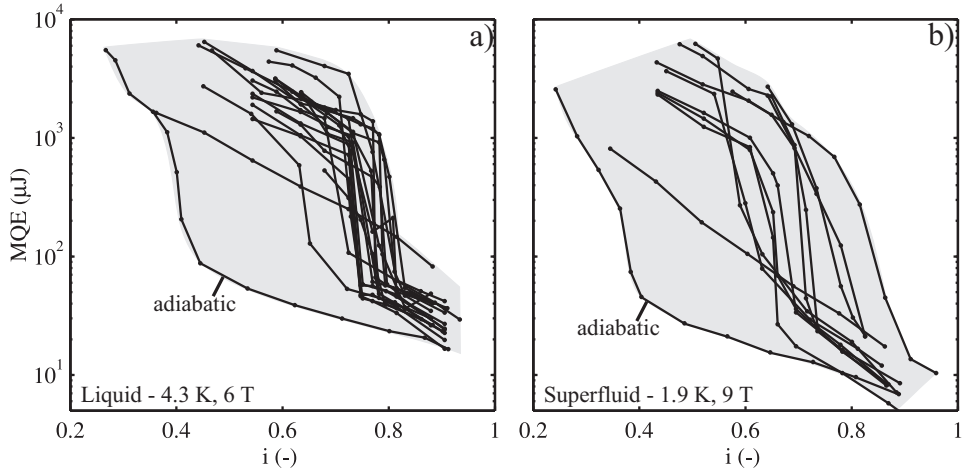 a)
b)
10⁴
10³
10²
10¹
MQE (μJ)
adiabatic
adiabatic
Liquid - 4.3 K, 6 T
Superfluid - 1.9 K, 9 T
0.2 0.4 0.6 0.8 1
0.2 0.4 0.6 0.8 1
i (-)
i (-)